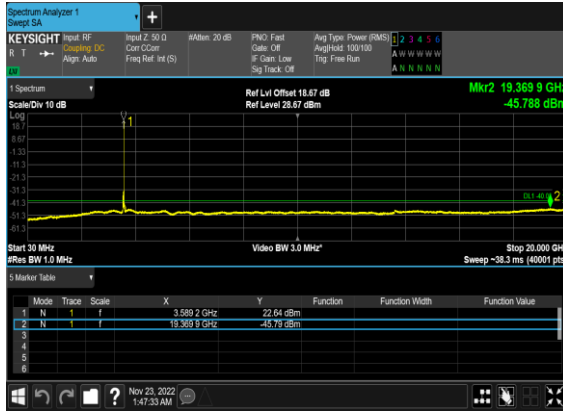 Spectrum Analyzer 1
Swept SA
+
KEYSIGHT
R T
LU
Input: RF
Coupling: DC
Align: Auto
Input Z: 50 Ω
Corr CCorr
Freq Ref: Int (S)
#Atten: 20 dB
PNO: Fast
Gate: Off
IF Gain: Low
Sig Track: Off
Avg Type: Power (RMS)
Avg|Hold: 100/100
Trig: Free Run
1 2 3 4 5 6
A W W W W W
A N N N N N
1 Spectrum
Scale/Div 10 dB
Ref Lvl Offset 18.67 dB
Ref Level 28.67 dBm
Mkr2 19.369 9 GHz
-45.788 dBm
Log
18.7
8.67
-1.33
-11.3
-21.3
-31.3
-41.3
-51.3
-61.3
1
2
Start 30 MHz
#Res BW 1.0 MHz
Video BW 3.0 MHz*
Stop 20.000 GH
Sweep ~38.3 ms (40001 pts
5 Marker Table
Mode Trace Scale X Y Function Function Width Function Value
1 N 1 f 3.589 2 GHz 22.64 dBm
2 N 1 f 19.369 9 GHz -45.79 dBm
3
4
5
6
?
Nov 23, 2022
1:47:33 AM